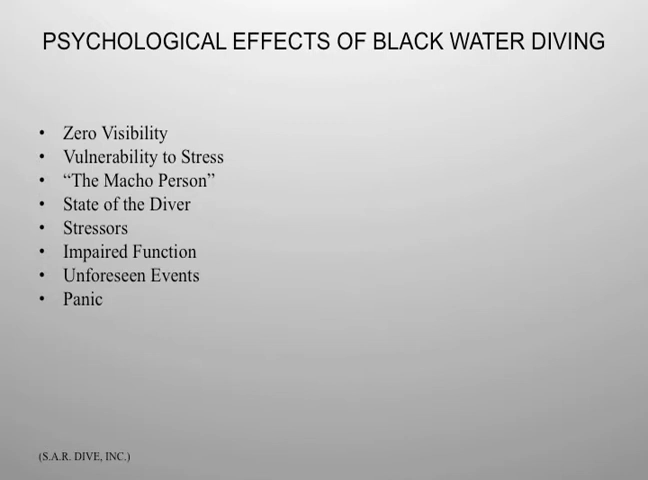 PSYCHOLOGICAL EFFECTS OF BLACK WATER DIVING
• Zero Visibility
• Vulnerability to Stress
• “The Macho Person”
• State of the Diver
• Stressors
• Impaired Function
• Unforeseen Events
• Panic
(S.A.R. DIVE, INC.)